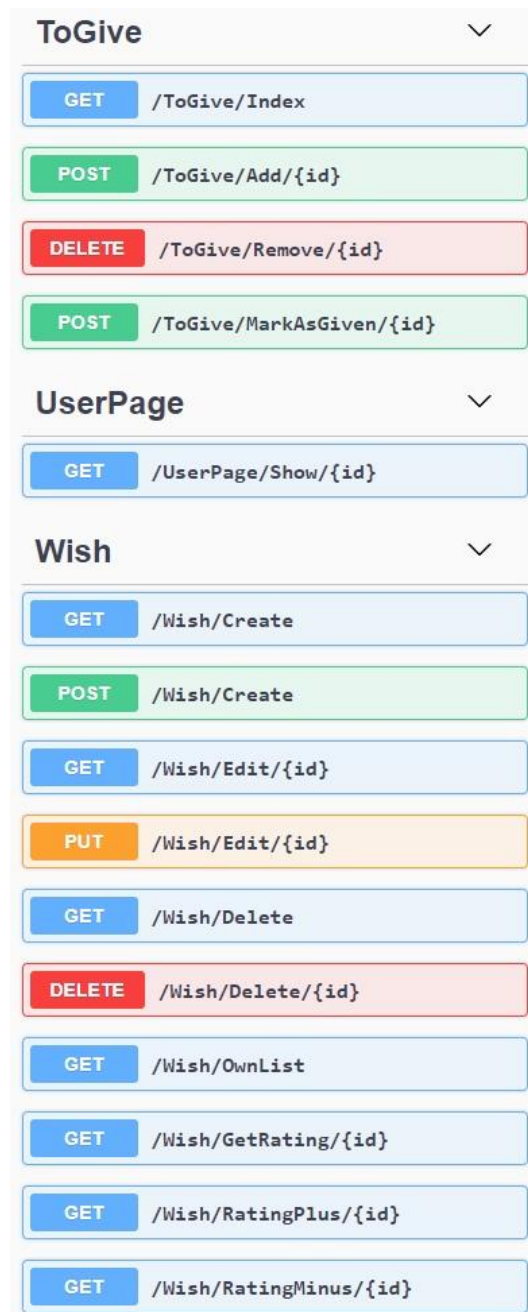 ToGive
GET /ToGive/Index
POST /ToGive/Add/{id}
DELETE /ToGive/Remove/{id}
POST /ToGive/MarkAsGiven/{id}
UserPage
GET /UserPage/Show/{id}
Wish
GET /Wish/Create
POST /Wish/Create
GET /Wish/Edit/{id}
PUT /Wish/Edit/{id}
GET /Wish/Delete
DELETE /Wish/Delete/{id}
GET /Wish/OwnList
GET /Wish/GetRating/{id}
GET /Wish/RatingPlus/{id}
GET /Wish/RatingMinus/{id}